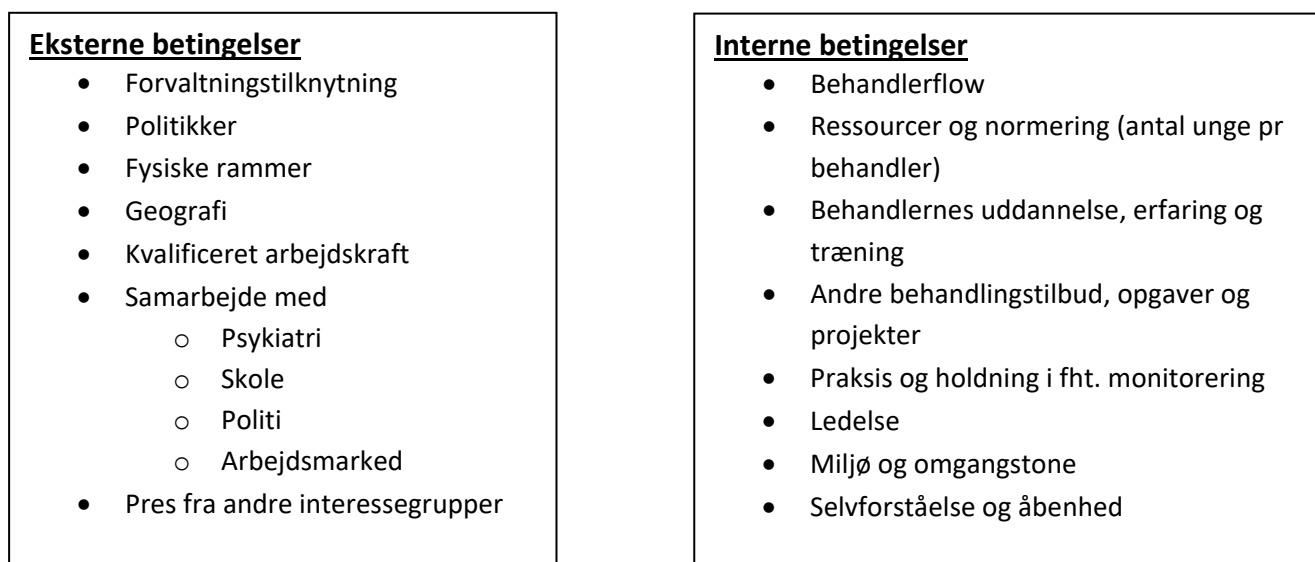 Eksterne betingelser
• Forvaltningstilknytning
• Politikker
• Fysiske rammer
• Geografi
• Kvalificeret arbejdskraft
• Samarbejde med
o Psykiatri
o Skole
o Politi
o Arbejdsmarked
• Pres fra andre interessegrupper
Interne betingelser
• Behandlerflow
• Ressourcer og normering (antal unge pr
behandler)
• Behandlernes uddannelse, erfaring og
træning
• Andre behandlingstilbud, opgaver og
projekter
• Praksis og holdning i fht. monitorering
• Ledelse
• Miljø og omgangstone
• Selvforståelse og åbenhed